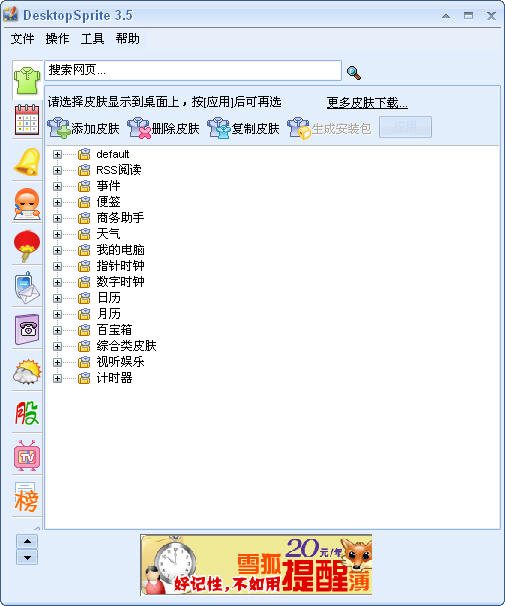 DesktopSprite 3.5
文件 操作 工具 帮助
搜索网页...
请选择皮肤显示到桌面上，按[应用]后可再选 更多皮肤下载...
添加皮肤 删除皮肤 复制皮肤 生成安装包 应用
default
RSS阅读
事件
便签
商务助手
天气
我的电脑
指针时钟
数字时钟
日历
月历
百宝箱
综合类皮肤
视听娱乐
计时器
股
TV
榜
雪狐 20元/年
好记性,不如用 提醒簿